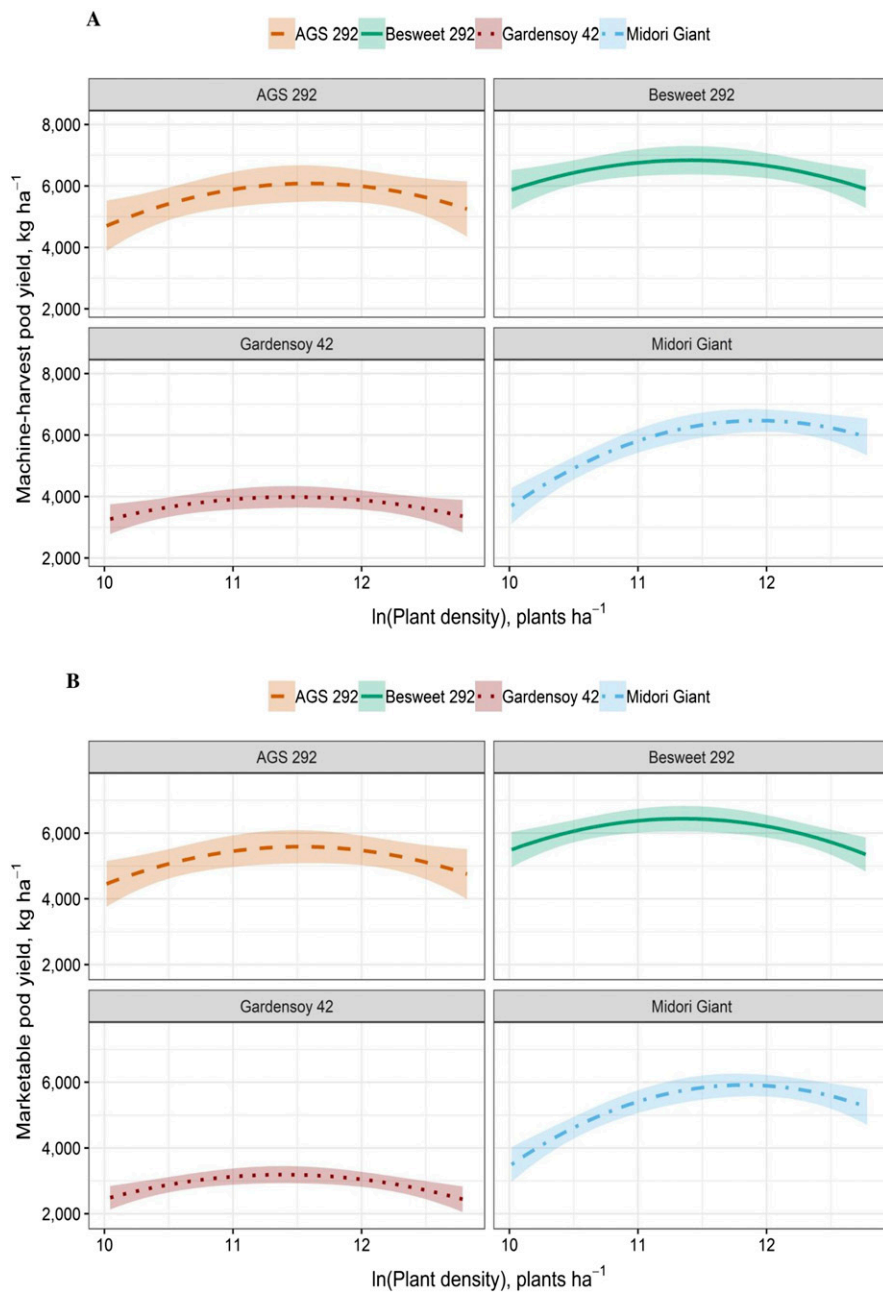 A
AGS 292 Besweet 292 Gardensoy 42 Midori Giant
AGS 292 Besweet 292
8,000
6,000
4,000
2,000
Gardensoy 42 Midori Giant
8,000
6,000
4,000
2,000
10 11 12 10 11 12
Machine-harvest pod yield, kg ha⁻¹
ln(Plant density), plants ha⁻¹
B
AGS 292 Besweet 292 Gardensoy 42 Midori Giant
AGS 292 Besweet 292
6,000
4,000
2,000
Gardensoy 42 Midori Giant
6,000
4,000
2,000
10 11 12 10 11 12
Marketable pod yield, kg ha⁻¹
ln(Plant density), plants ha⁻¹